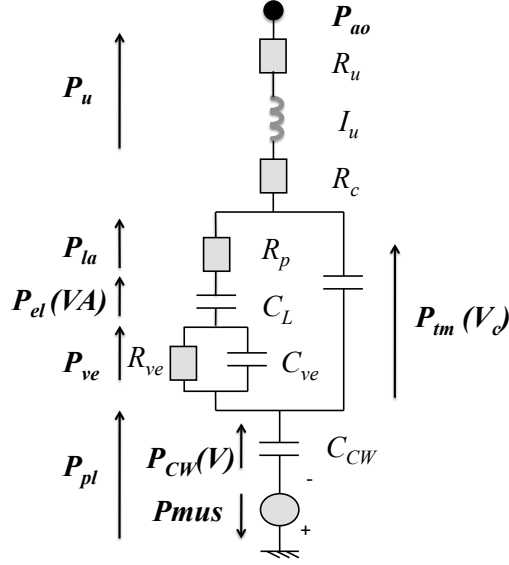 P_ao
R_u
P_u
I_u
R_c
P_la
R_p
P_el (VA)
C_L
P_tm (V_c)
P_ve
R_ve
C_ve
P_pl
P_CW(V)
C_CW
-
Pmus
+